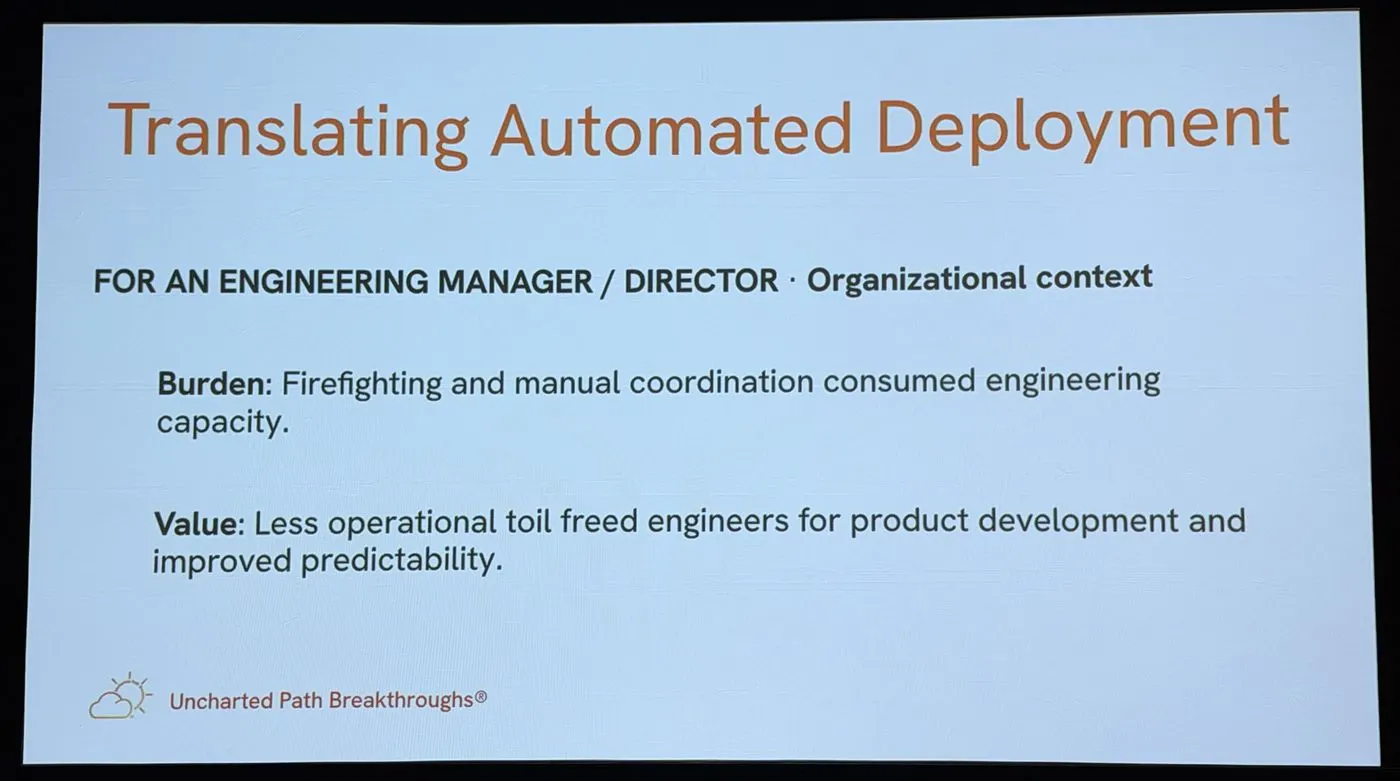 Translating Automated Deployment
FOR AN ENGINEERING MANAGER / DIRECTOR · Organizational context
Burden: Firefighting and manual coordination consumed engineering
capacity.
Value: Less operational toil freed engineers for product development and
improved predictability.
Uncharted Path Breakthroughs®